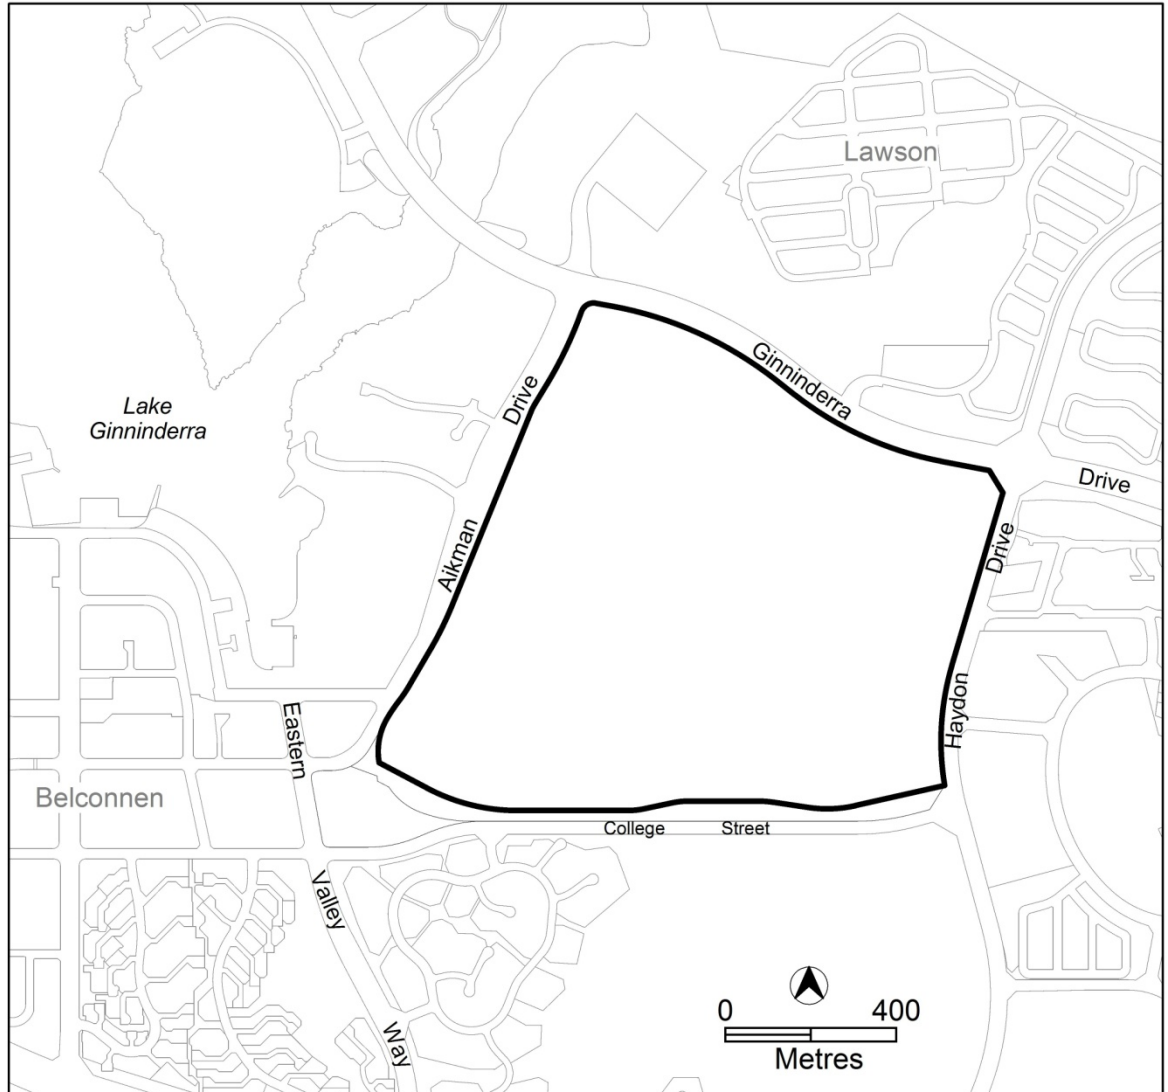 Lawson
Ginninderra
Lake
Ginninderra
Drive
Drive
Aikman
Drive
Haydon
Eastern
Belconnen
College Street
Valley
Way
0 400
Metres